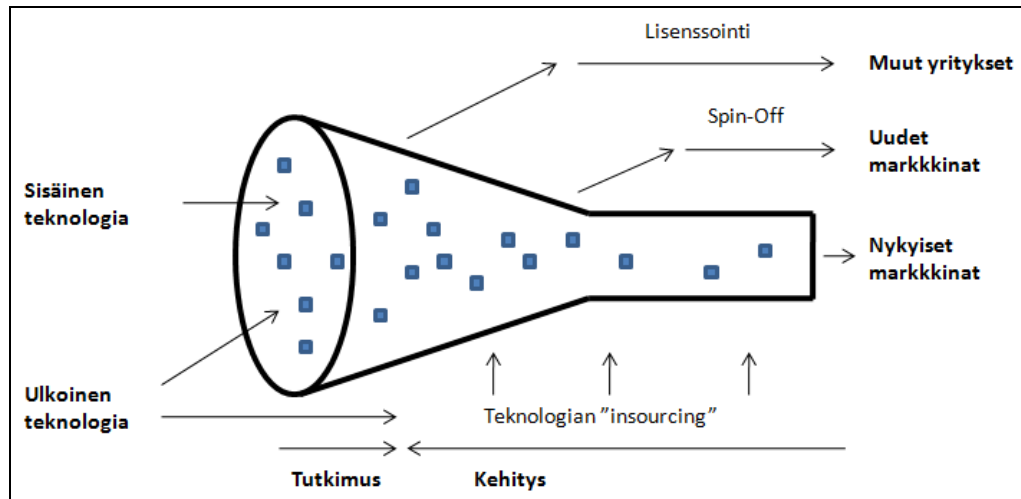 Lisenssointi
Muut yritykset
Spin-Off
Uudet
markkkinat
Sisäinen
teknologia
Nykyiset
markkkinat
Ulkoinen
teknologia
Teknologian ”insourcing”
Tutkimus
Kehitys